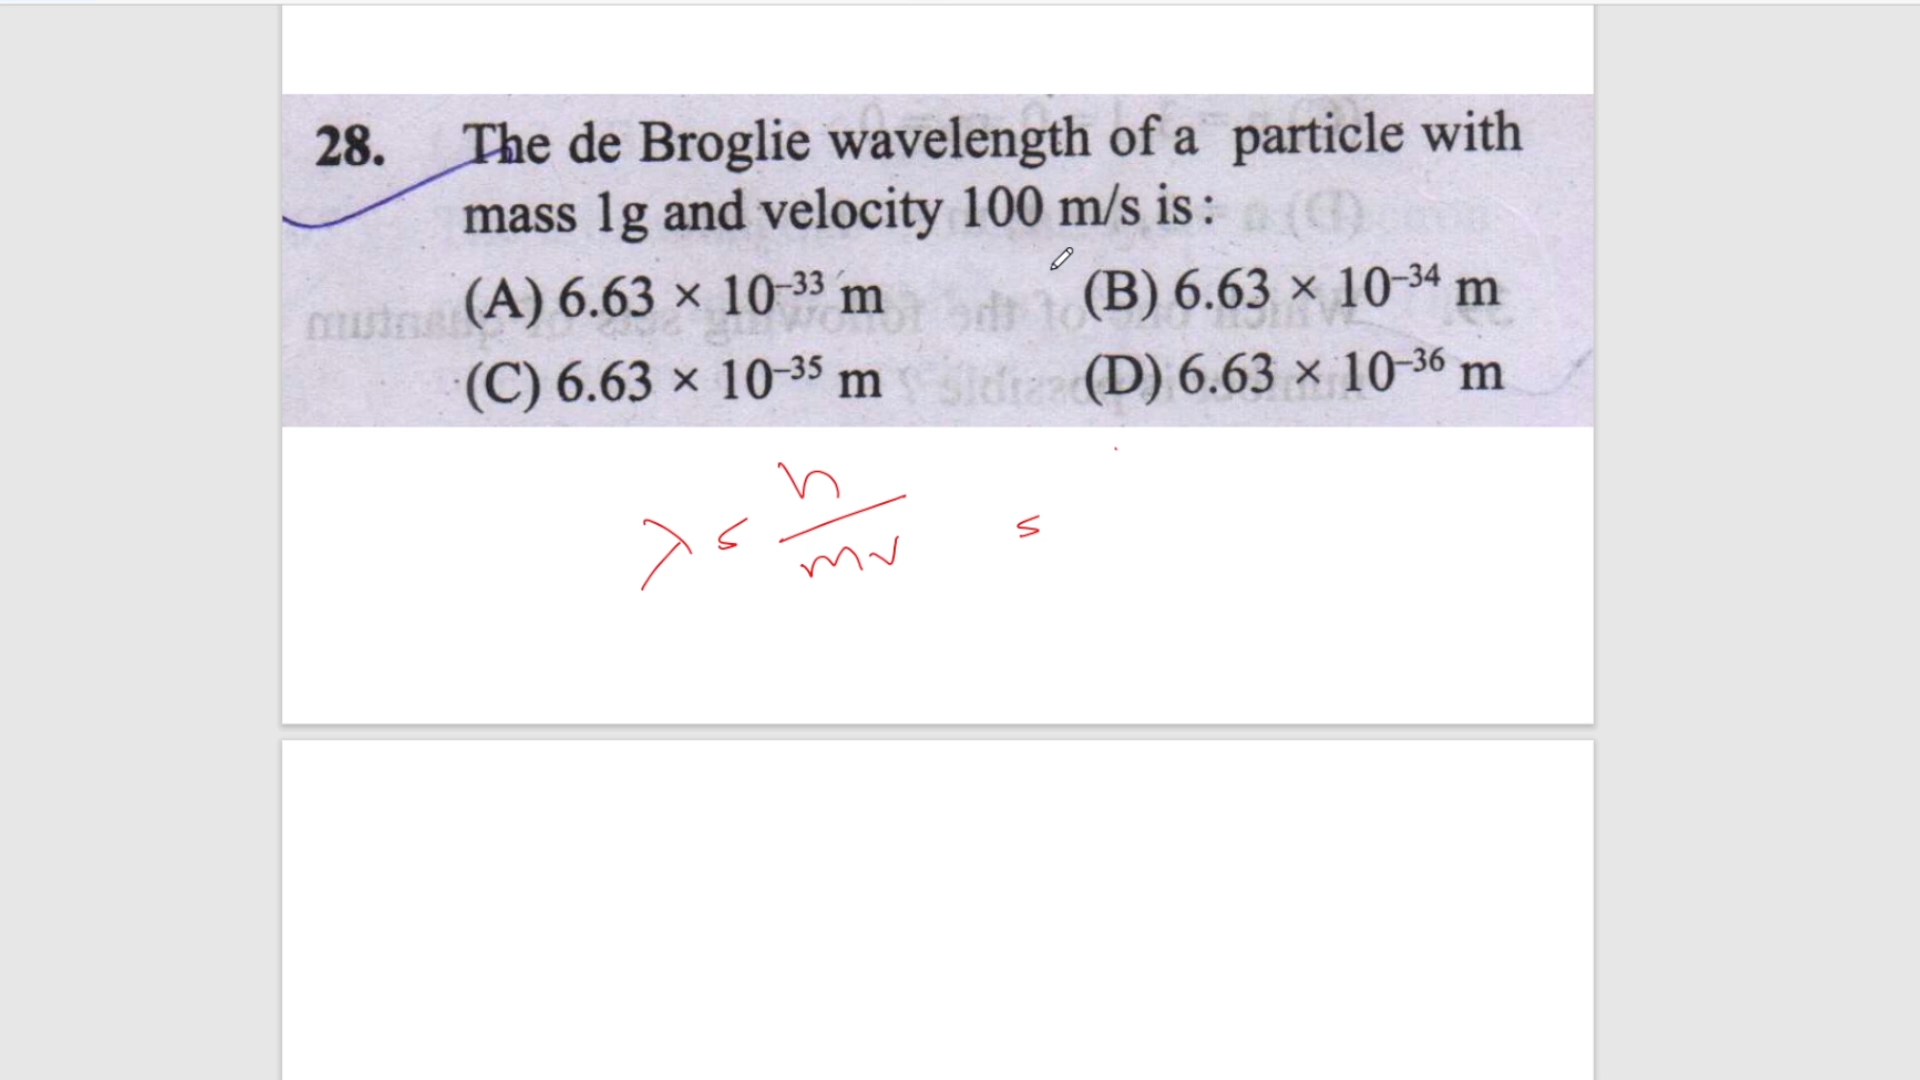 28. The de Broglie wavelength of a particle with
mass 1g and velocity 100 m/s is :
(A) 6.63 × 10⁻³³ m (B) 6.63 × 10⁻³⁴ m
(C) 6.63 × 10⁻³⁵ m (D) 6.63 × 10⁻³⁶ m
λ = h/mv =